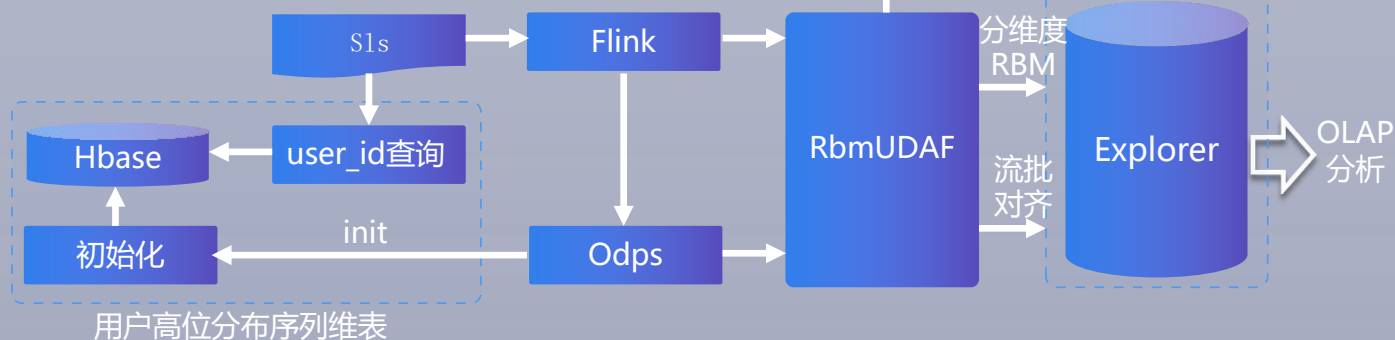 Sls
Flink
分维度
RBM
Hbase
user_id查询
RbmUDAF
Explorer
OLAP
分析
流批
对齐
初始化
init
Odps
用户高位分布序列维表